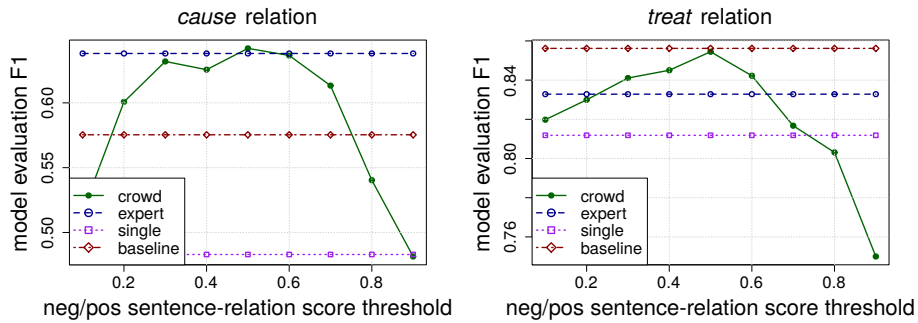 cause relation
model evaluation F1
0.60
0.55
0.50
crowd
expert
single
baseline
0.2 0.4 0.6 0.8
neg/pos sentence-relation score threshold
treat relation
model evaluation F1
0.84
0.80
0.76
crowd
expert
single
baseline
0.2 0.4 0.6 0.8
neg/pos sentence-relation score threshold